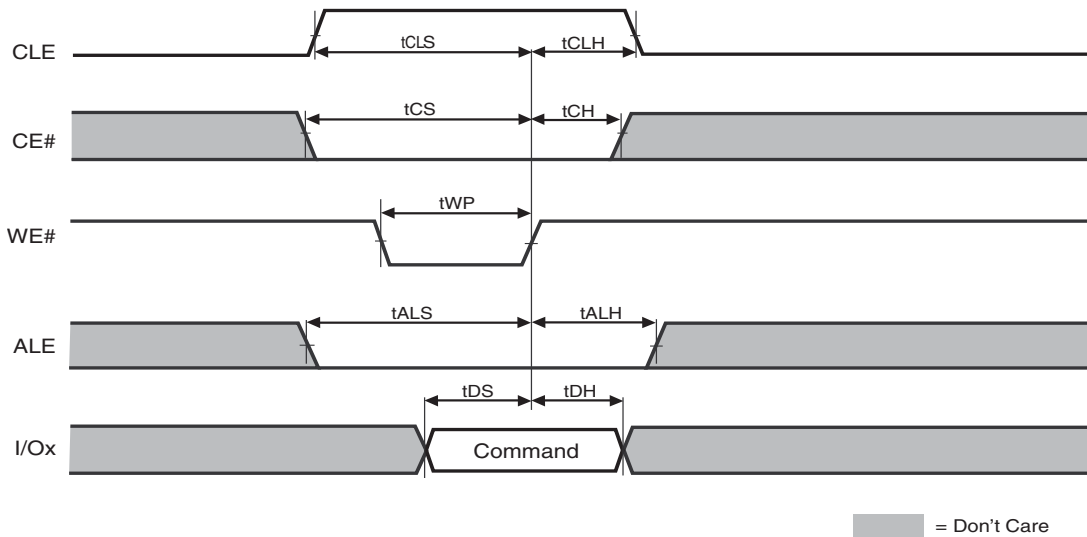 CLE
tCLS
tCLH
CE#
tCS
tCH
WE#
tWP
ALE
tALS
tALH
I/Ox
tDS
tDH
Command
= Don't Care